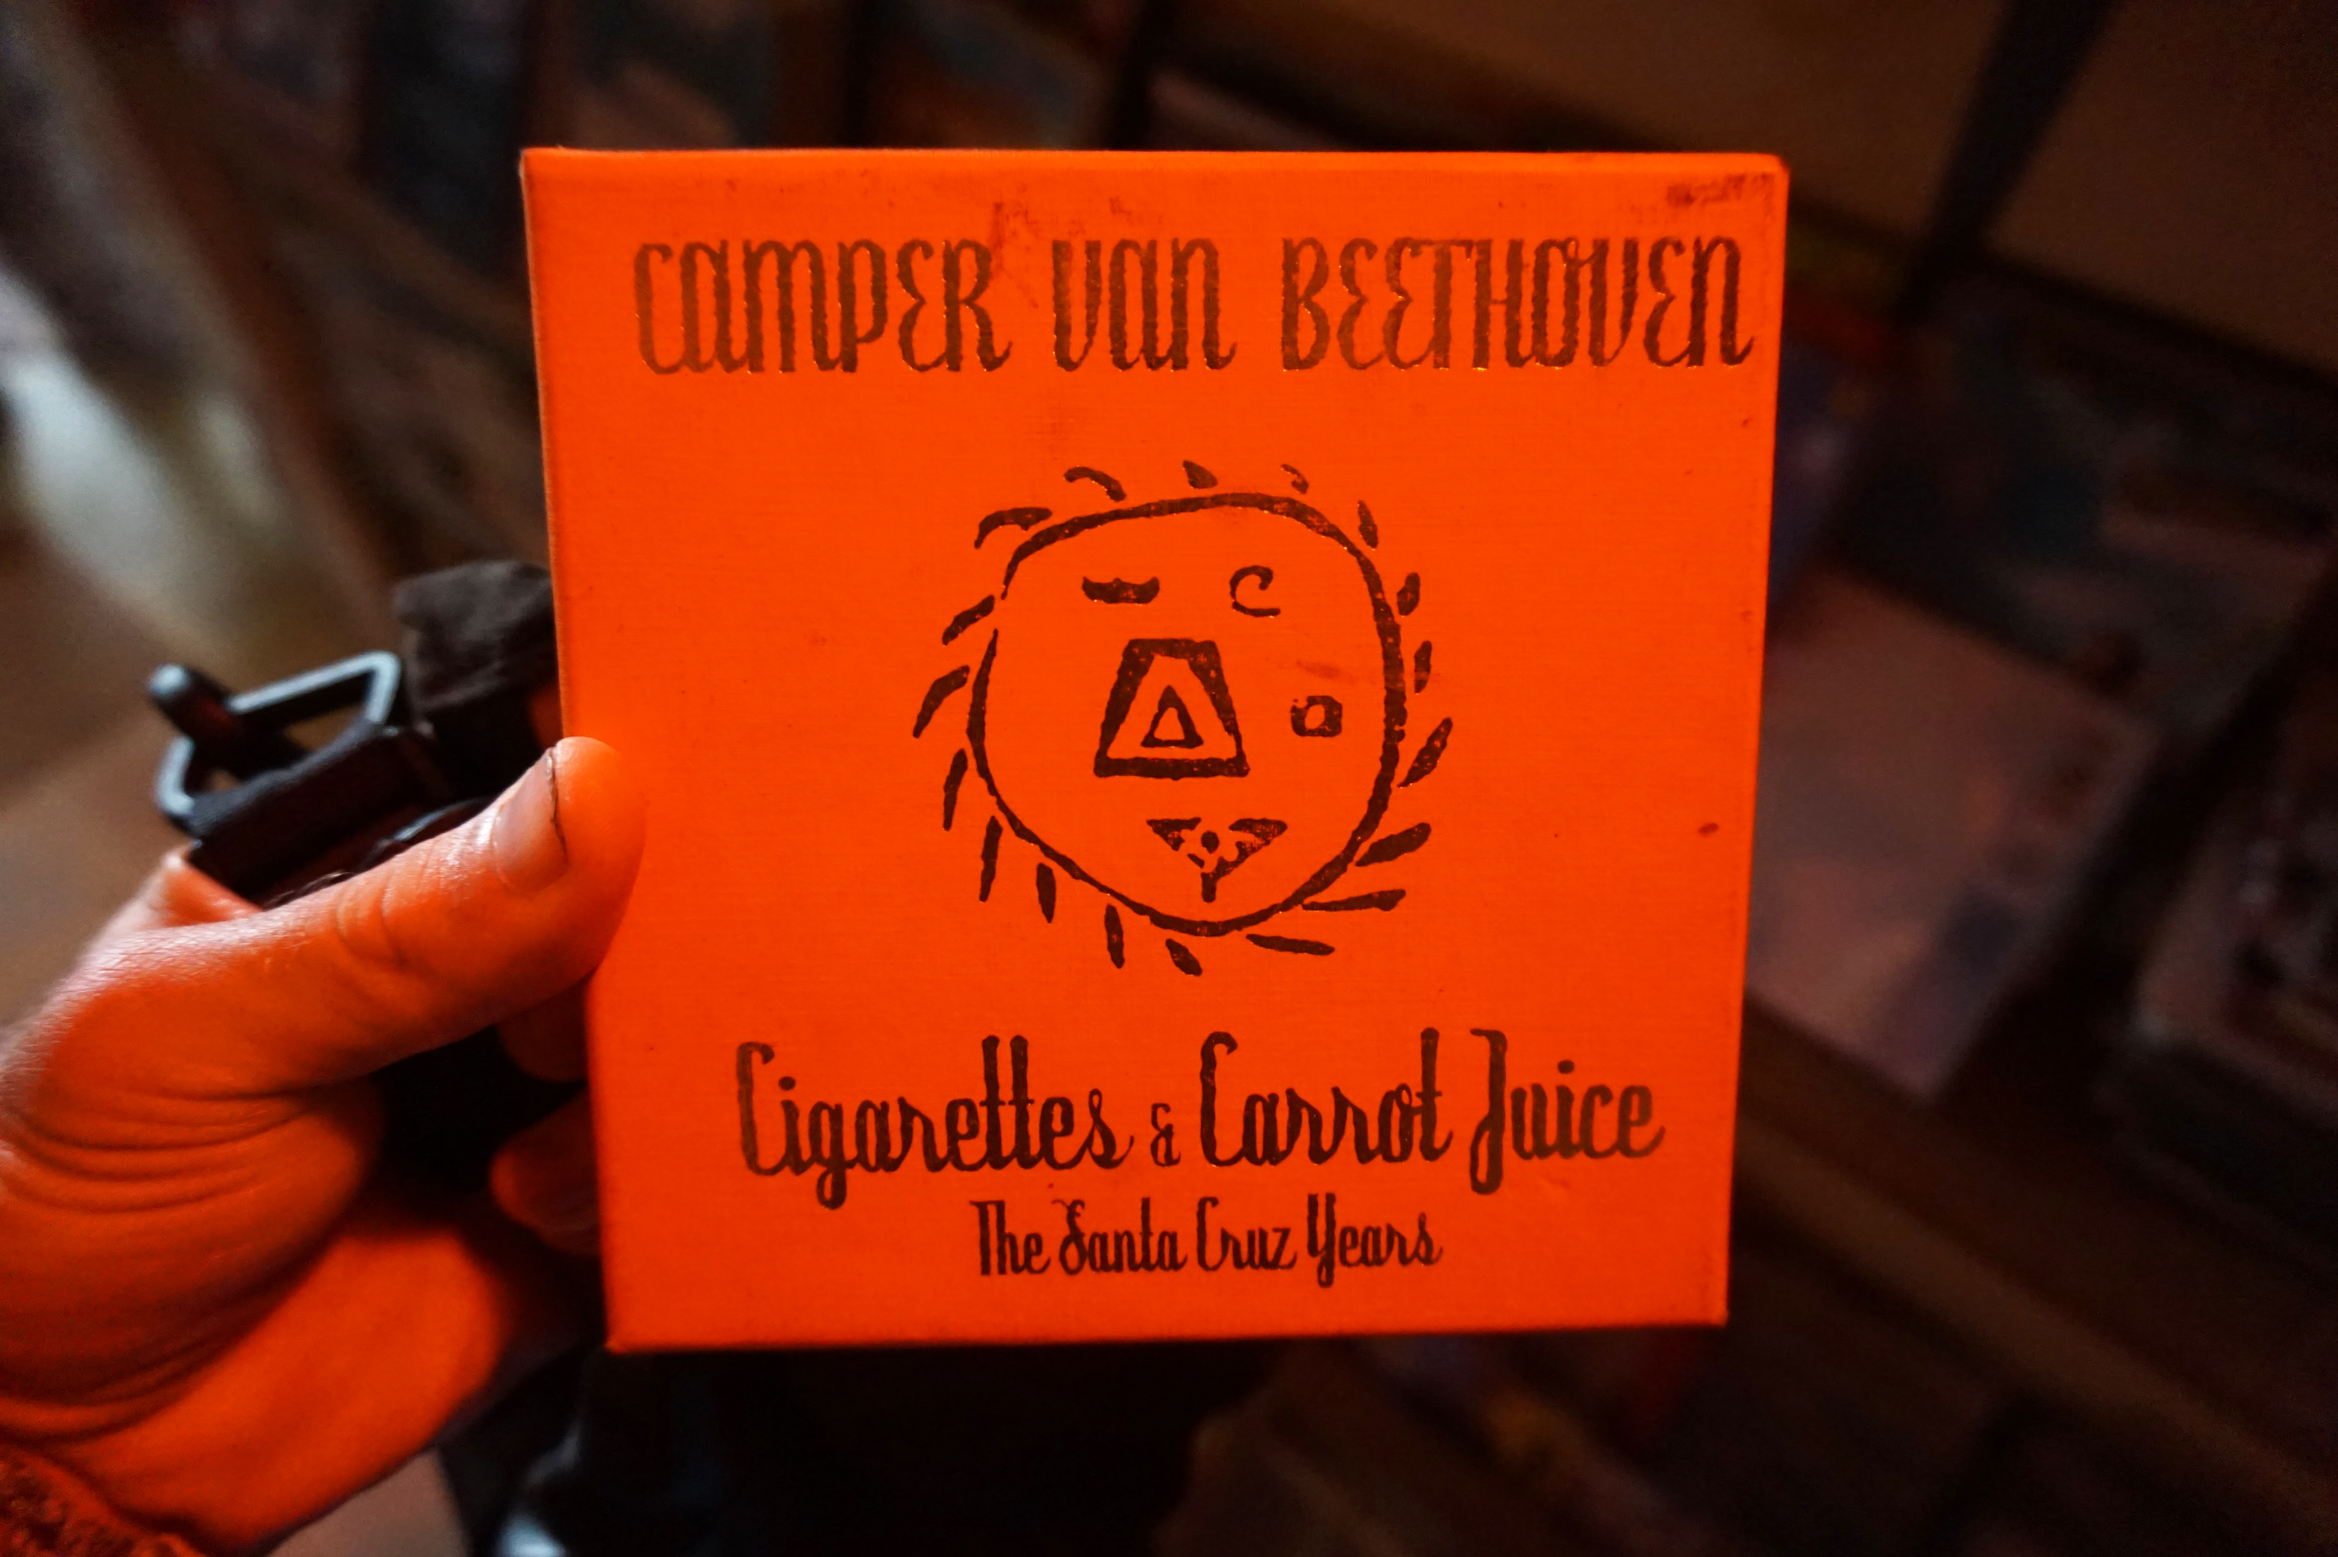 CAMPER VAN BEETHOVEN
Cigarettes & Carrot Juice
The Santa Cruz Years